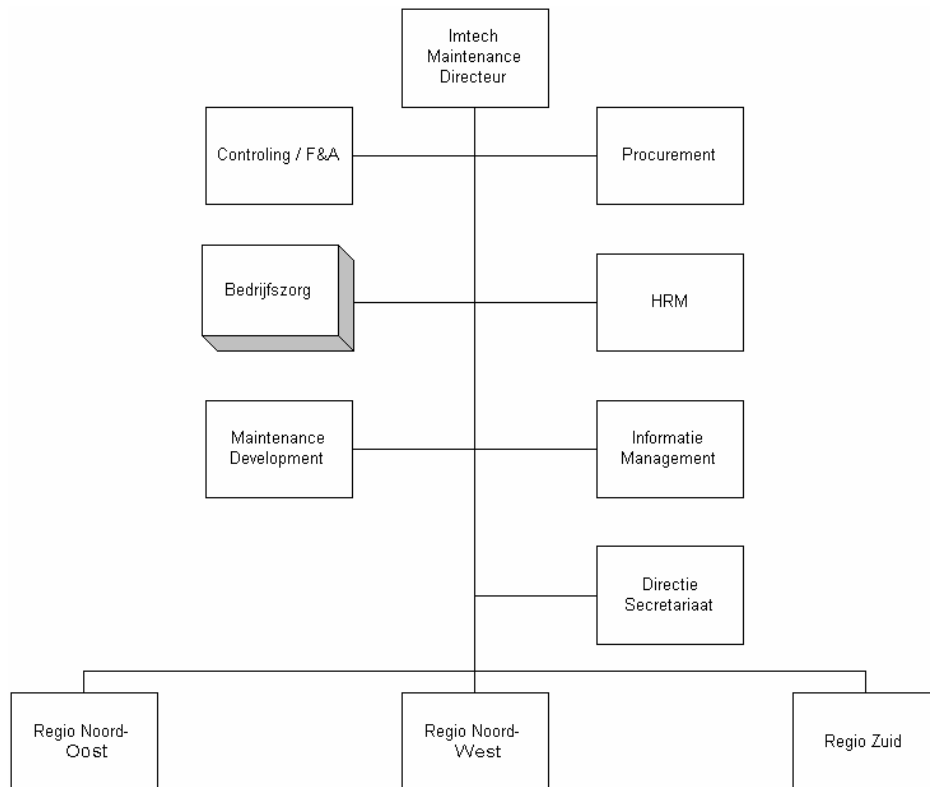 Imtech
Maintenance
Directeur
Controling / F&A
Procurement
Bedrijfszorg
HRM
Maintenance
Development
Informatie
Management
Directie
Secretariaat
Regio Noord-
Oost
Regio Noord-
West
Regio Zuid